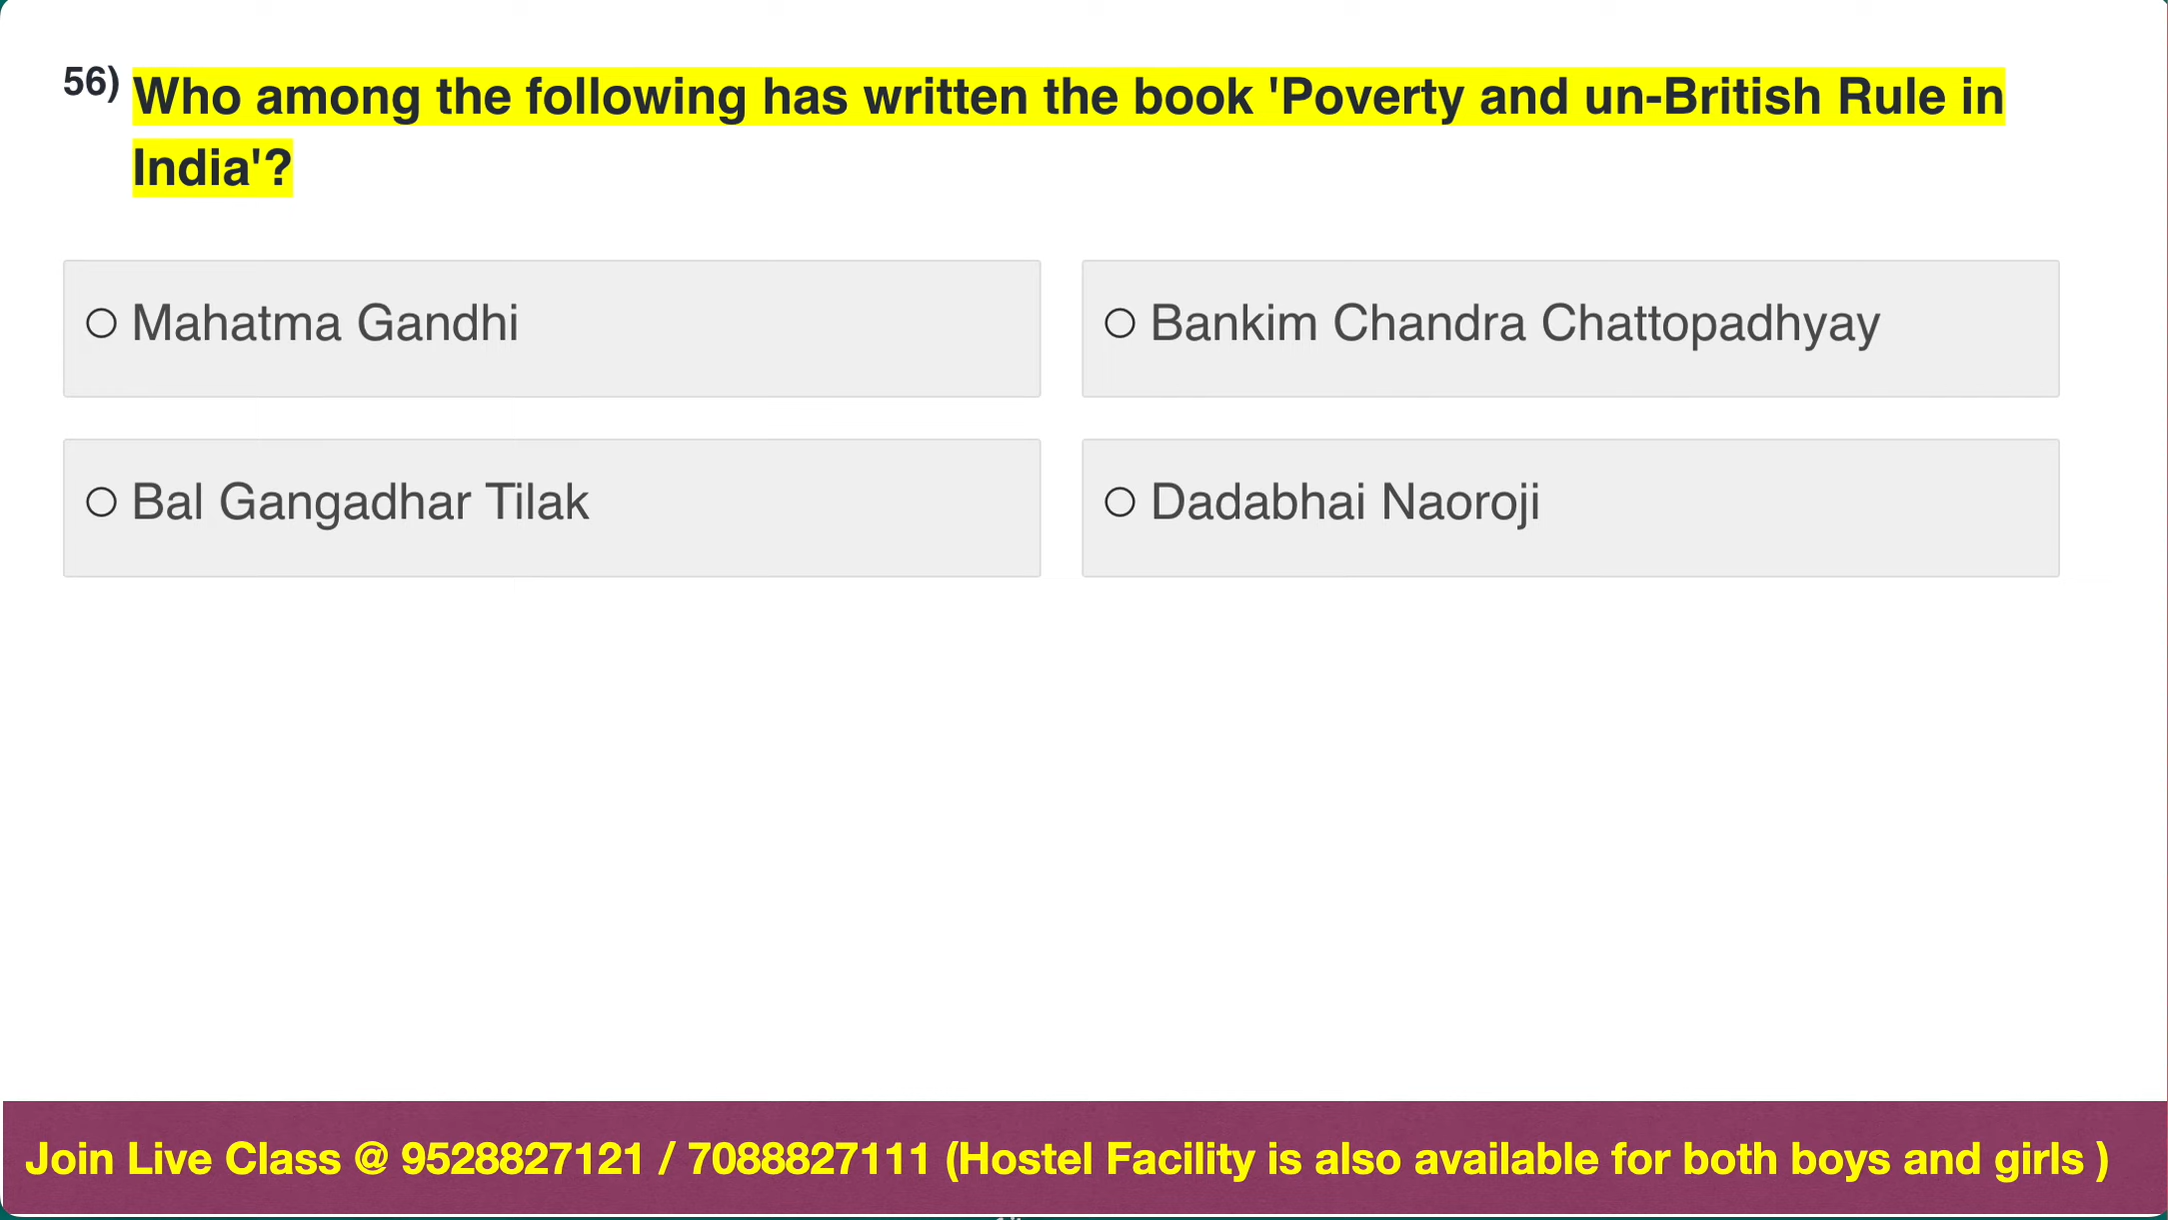 56) Who among the following has written the book 'Poverty and un-British Rule in
India'?
Mahatma Gandhi
Bankim Chandra Chattopadhyay
Bal Gangadhar Tilak
Dadabhai Naoroji
Join Live Class @ 9528827121 / 7088827111 (Hostel Facility is also available for both boys and girls )